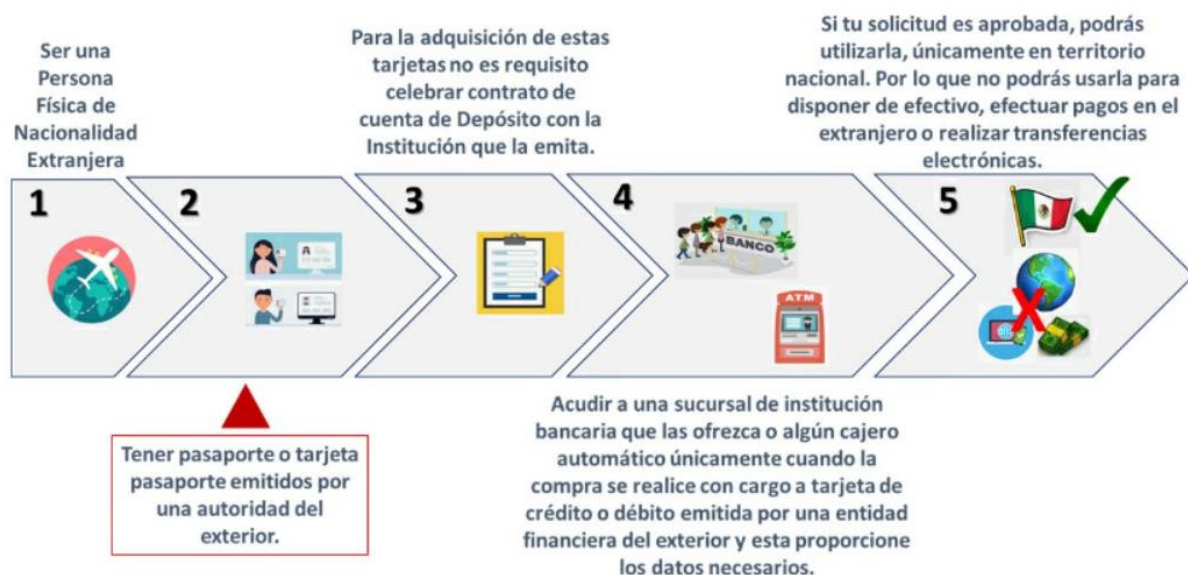 1
Ser una
Persona
Física de
Nacionalidad
Extranjera
2
Tener pasaporte o tarjeta
pasaporte emitidos por
una autoridad del
exterior.
3
Para la adquisición de estas
tarjetas no es requisito
celebrar contrato de
cuenta de Depósito con la
Institución que la emita.
4
BANCO
ATM
Acudir a una sucursal de institución
bancaria que las ofrezca o algún cajero
automático únicamente cuando la
compra se realice con cargo a tarjeta de
crédito o débito emitida por una entidad
financiera del exterior y esta proporcione
los datos necesarios.
5
Si tu solicitud es aprobada, podrás
utilizarla, únicamente en territorio
nacional. Por lo que no podrás usarla para
disponer de efectivo, efectuar pagos en el
extranjero o realizar transferencias
electrónicas.